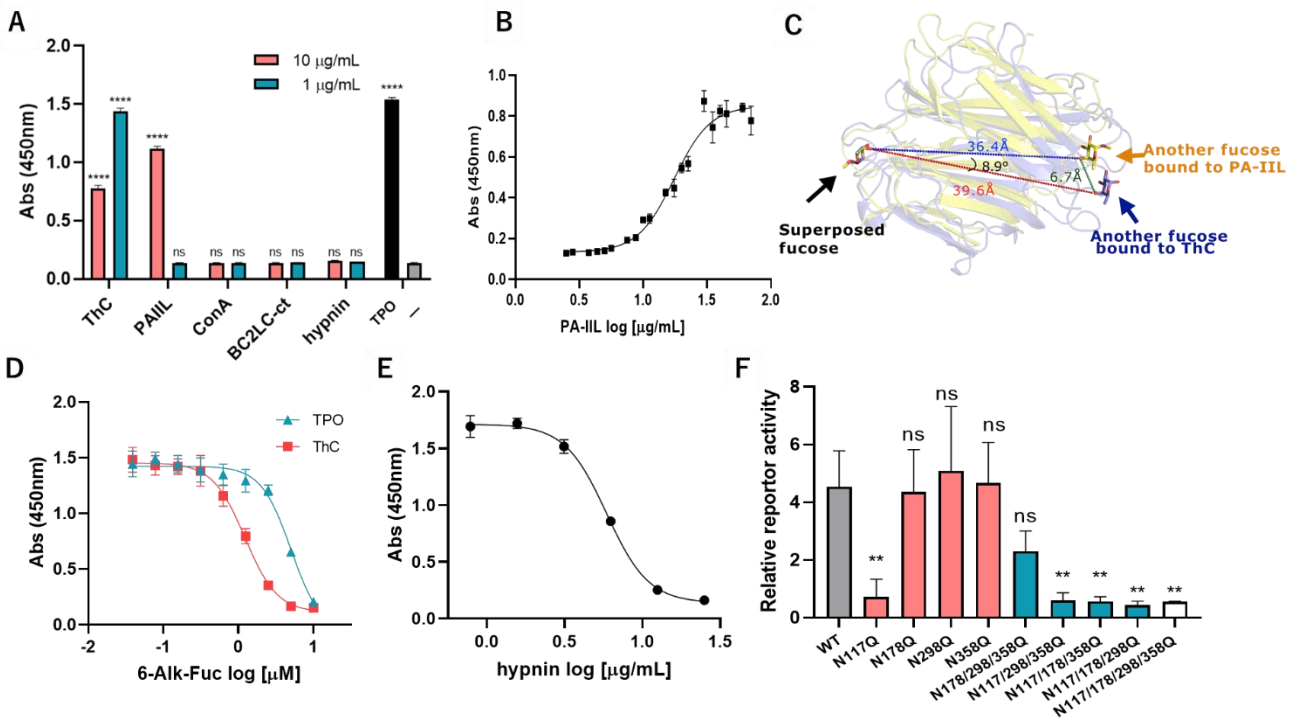 A
2.0
1.5
1.0
0.5
0.0
Abs (450nm)
10 μg/mL
1 μg/mL
****
****
****
ns
ns
ns
ns
ns
ns
ns
****
ThC
PAIIL
ConA
BC2LC-ct
hypnin
TPO
–
B
1.0
0.8
0.6
0.4
0.2
0.0
Abs (450nm)
0.0
0.5
1.0
1.5
2.0
PA-IIL log [μg/mL]
C
36.4Å
8.9°
6.7Å
39.6Å
Another fucose
bound to PA-IIL
Superposed
fucose
Another fucose
bound to ThC
D
2.0
1.5
1.0
0.5
0.0
Abs (450nm)
TPO
ThC
-2
-1
0
1
6-Alk-Fuc log [μM]
E
2.0
1.5
1.0
0.5
0.0
Abs (450nm)
0.0
0.5
1.0
1.5
hypnin log [μg/mL]
F
8
6
4
2
0
Relative reportor activity
**
ns
ns
ns
ns
**
**
**
**
WT
N117Q
N178Q
N298Q
N358Q
N178/298/358Q
N117/298/358Q
N117/178/358Q
N117/178/298Q
N117/178/298/358Q